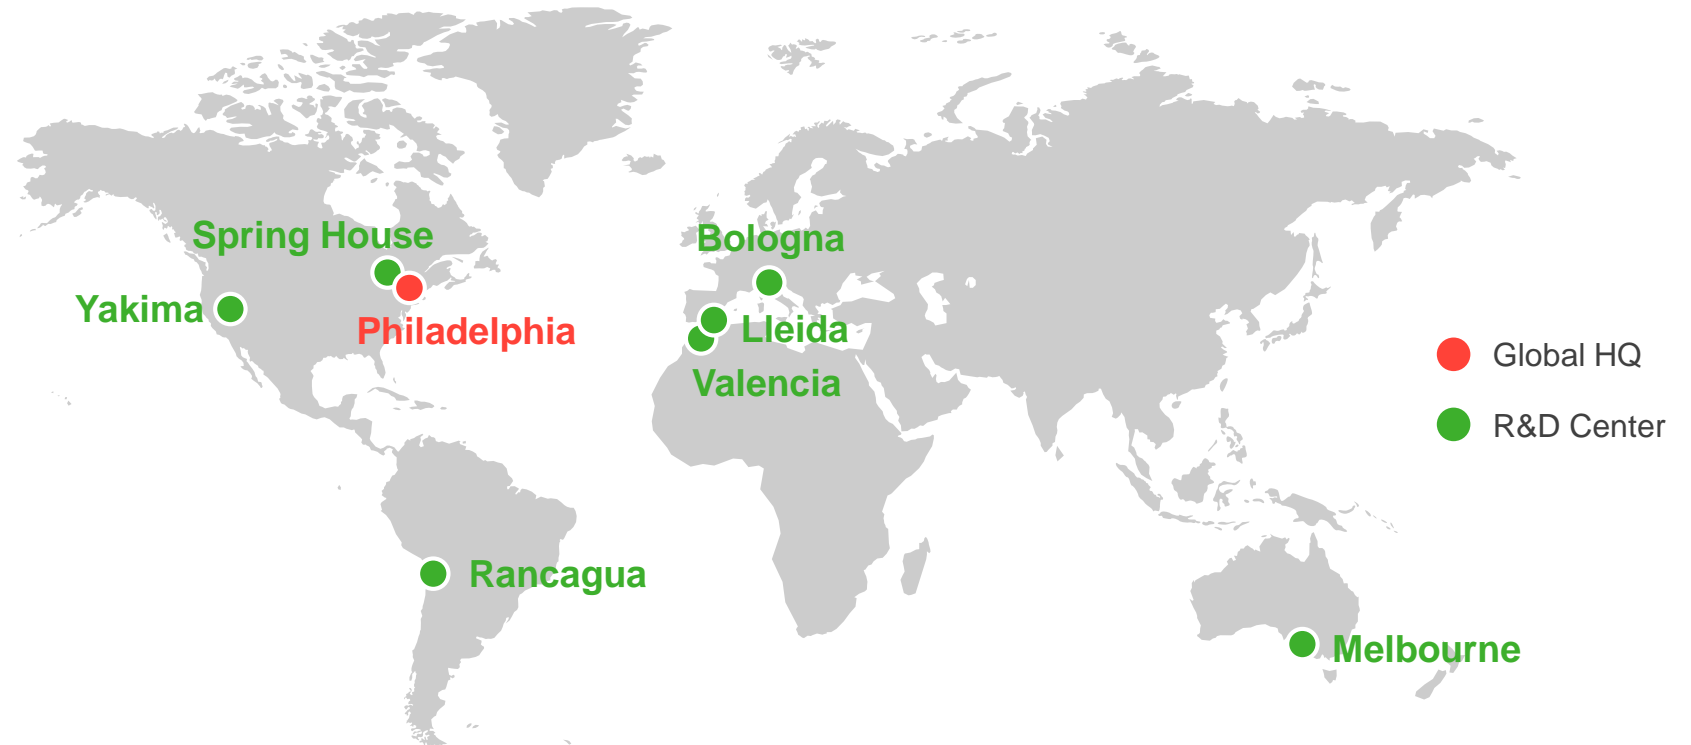 Spring House
Bologna
Yakima
Philadelphia
Lleida
Valencia
Global HQ
R&D Center
Rancagua
Melbourne